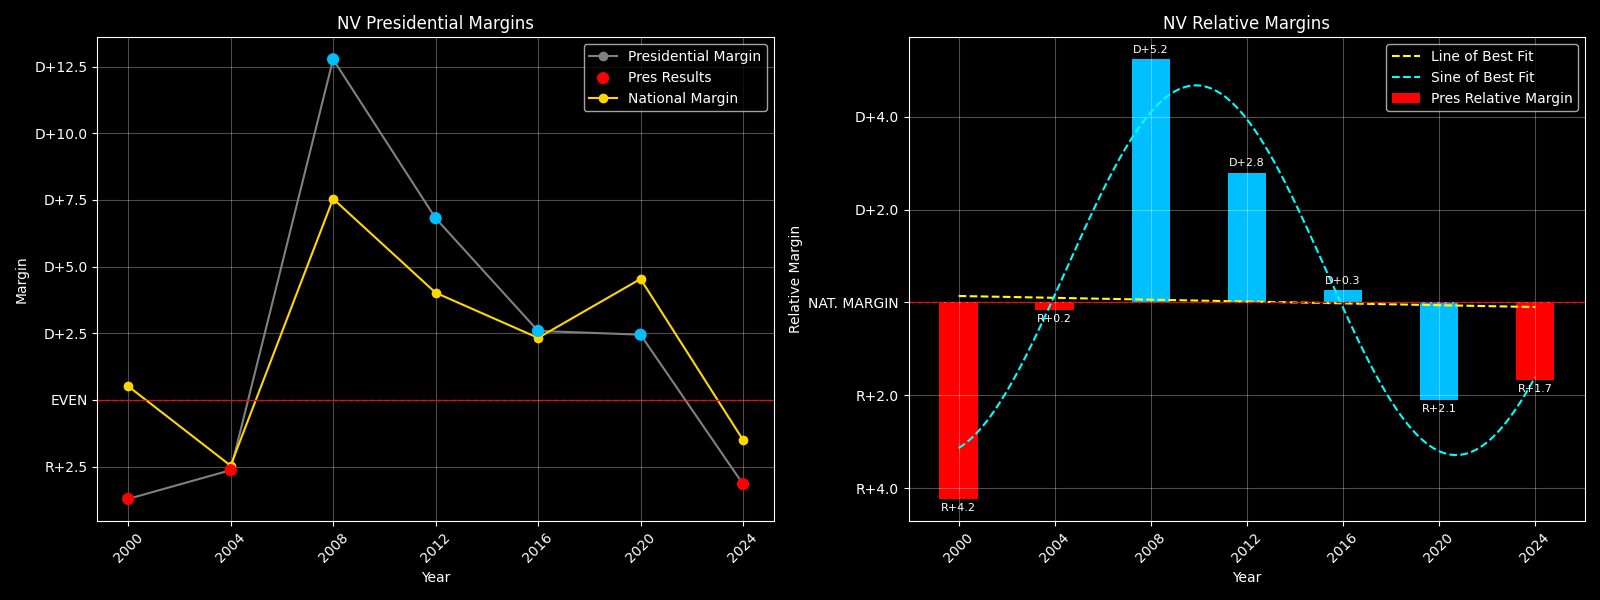 NV Presidential Margins
Presidential Margin
Pres Results
National Margin
D+12.5
D+10.0
D+7.5
D+5.0
D+2.5
EVEN
R+2.5
Margin
2000
2004
2008
2012
2016
2020
2024
Year
NV Relative Margins
Line of Best Fit
Sine of Best Fit
Pres Relative Margin
D+4.0
D+2.0
NAT. MARGIN
R+2.0
R+4.0
Relative Margin
R+4.2
R+0.2
D+5.2
D+2.8
D+0.3
R+2.1
R+1.7
2000
2004
2008
2012
2016
2020
2024
Year